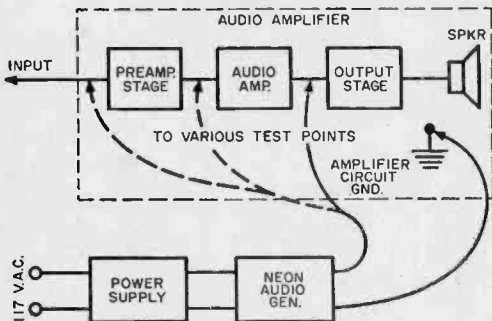 AUDIO AMPLIFIER
SPKR
INPUT
PREAMP.
STAGE
AUDIO
AMP.
OUTPUT
STAGE
TO VARIOUS TEST POINTS
AMPLIFIER
CIRCUIT
GND.
117 V.A.C.
POWER
SUPPLY
NEON
AUDIO
GEN.